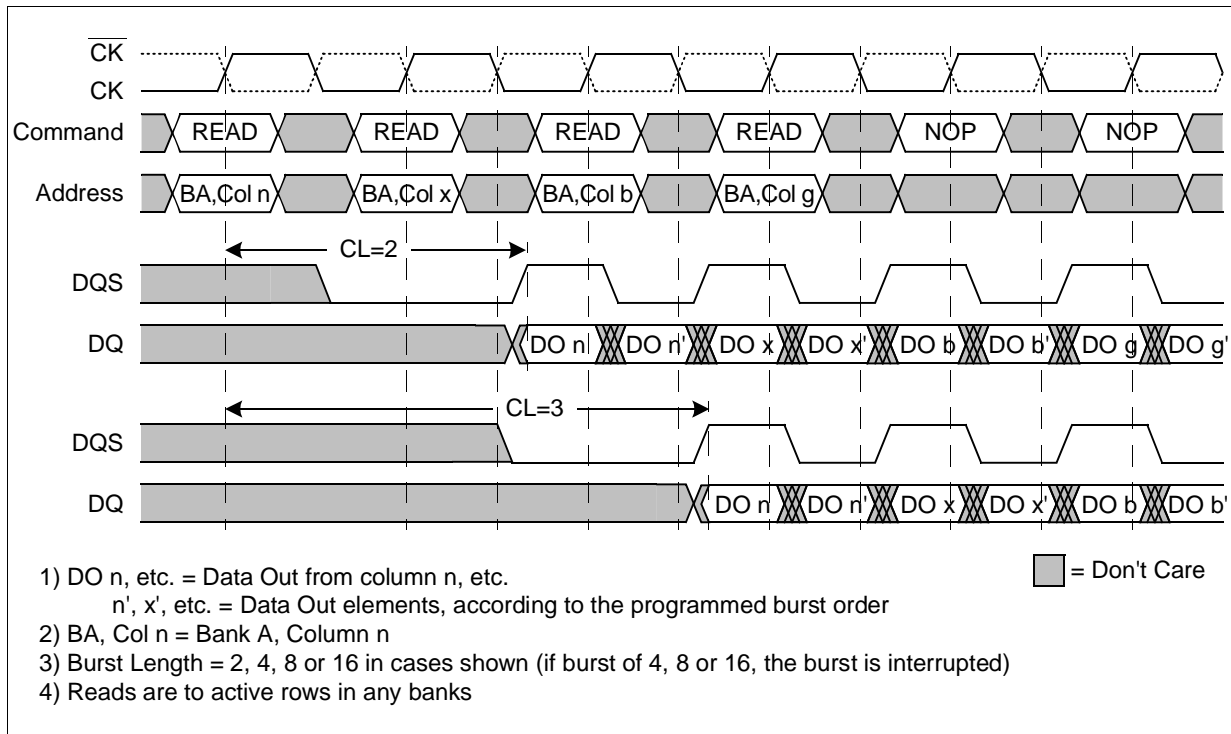 CK
CK
Command READ READ READ READ NOP NOP
Address BA,Col n BA,Col x BA,Col b BA,Col g
CL=2
DQS
DQ DO n DO n' DO x DO x' DO b DO b' DO g DO g'
CL=3
DQS
DQ DO n DO n' DO x DO x' DO b DO b'
1) DO n, etc. = Data Out from column n, etc.
n', x', etc. = Data Out elements, according to the programmed burst order
2) BA, Col n = Bank A, Column n
3) Burst Length = 2, 4, 8 or 16 in cases shown (if burst of 4, 8 or 16, the burst is interrupted)
4) Reads are to active rows in any banks
= Don't Care